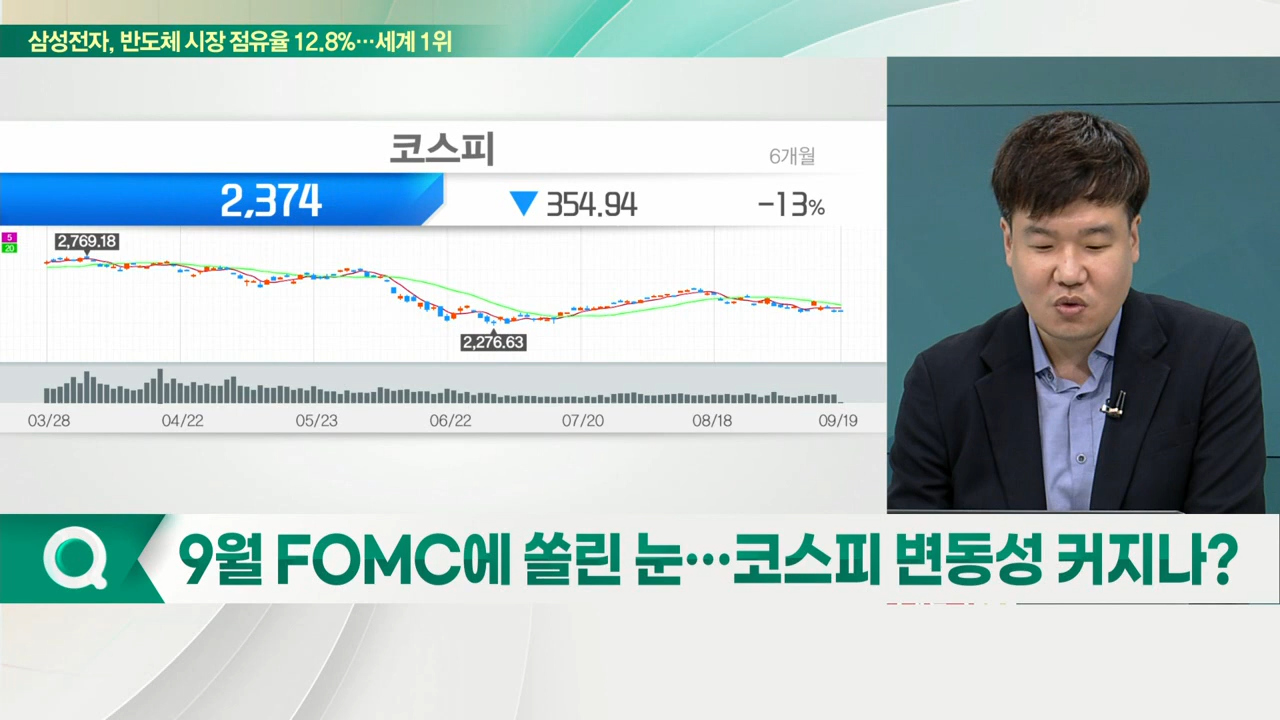 삼성전자, 반도체 시장 점유율 12.8%…세계 1위
코스피
6개월
2,374 ▼ 354.94 -13%
5
20
2,769.18
2,276.63
03/28 04/22 05/23 06/22 07/20 08/18 09/19
Q 9월 FOMC에 쏠린 눈…코스피 변동성 커지나?